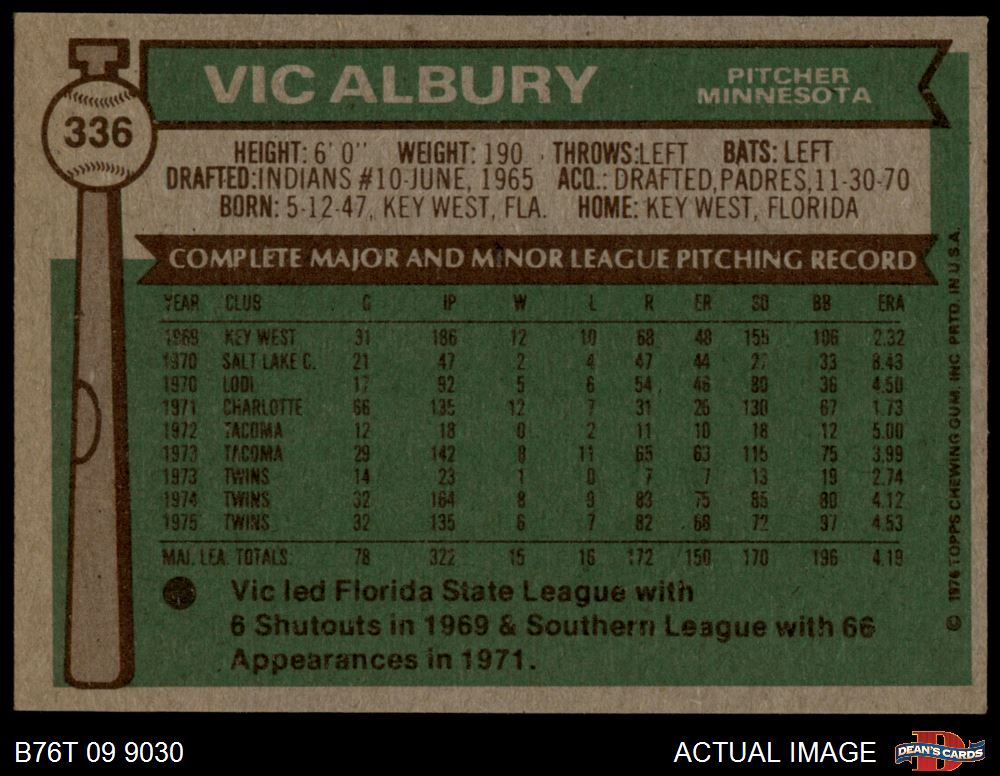 VIC ALBURY
PITCHER
MINNESOTA
336
HEIGHT: 6' 0" WEIGHT: 190 THROWS: LEFT BATS: LEFT
DRAFTED: INDIANS #10-JUNE, 1965 ACQ.: DRAFTED, PADRES, 11-30-70
BORN: 5-12-47, KEY WEST, FLA. HOME: KEY WEST, FLORIDA
COMPLETE MAJOR AND MINOR LEAGUE PITCHING RECORD
YEAR CLUB G IP W L R ER SO BB ERA
1969 KEY WEST 31 186 12 10 68 48 155 106 2.32
1970 SALT LAKE C. 21 47 2 4 47 44 33 8.43
1970 LODI 17 92 5 6 54 46 80 36 4.50
1971 CHARLOTTE 66 135 12 7 31 26 130 67 1.73
1972 TACOMA 12 18 0 2 11 10 18 12 5.00
1973 TACOMA 29 142 8 11 65 63 115 75 3.99
1973 TWINS 14 23 1 0 7 7 13 19 2.74
1974 TWINS 32 164 8 9 83 75 85 80 4.12
1975 TWINS 32 135 6 7 82 68 72 97 4.53
MAJ. LEA. TOTALS 78 322 15 16 172 150 170 196 4.19
Vic led Florida State League with
6 Shutouts in 1969 & Southern League with 66
Appearances in 1971.
© 1976 TOPPS CHEWING GUM, INC. PRTD. IN U.S.A.
B76T 09 9030
ACTUAL IMAGE
DEAN'S CARDS